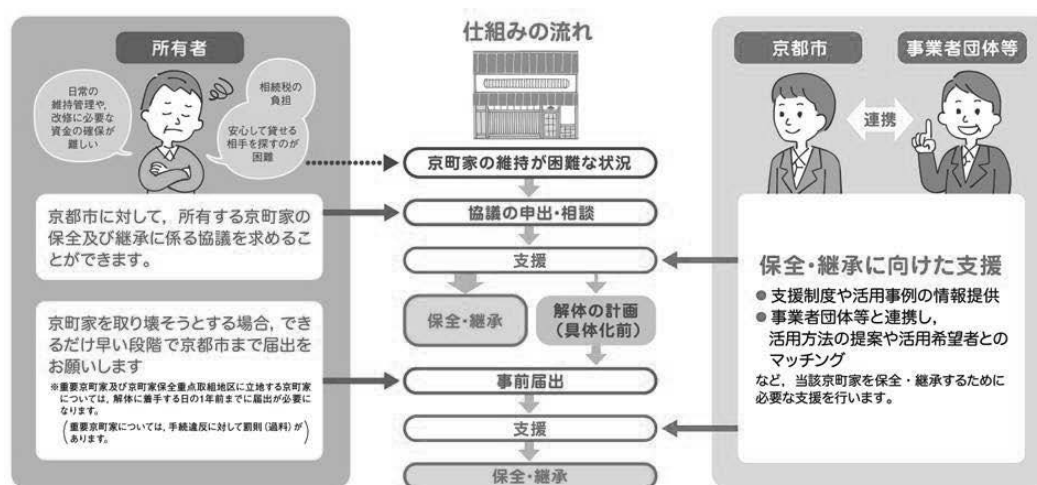 仕組みの流れ
所有者
日常の
維持管理や,
改修に必要な
資金の確保が
難しい
相続税の
負担
安心して貸せる
相手を探すのが
困難
京都市に対して，所有する京町家の
保全及び継承に係る協議を求めるこ
とができます。
京町家を取り壊そうとする場合，でき
るだけ早い段階で京都市まで届出を
お願いします
※重要京町家及び京町家保全重点取組地区に立地する京町家
については，解体に着手する日の1年前までに届出が必要に
なります。
(重要京町家については，手続違反に対して罰則(過料)が
あります。)
京町家の維持が困難な状況
協議の申出・相談
支援
保全・継承
解体の計画
(具体化前)
事前届出
支援
保全・継承
京都市
事業者団体等
連携
保全・継承に向けた支援
● 支援制度や活用事例の情報提供
● 事業者団体等と連携し，
活用方法の提案や活用希望者との
マッチング
など，当該京町家を保全・継承するために
必要な支援を行います。